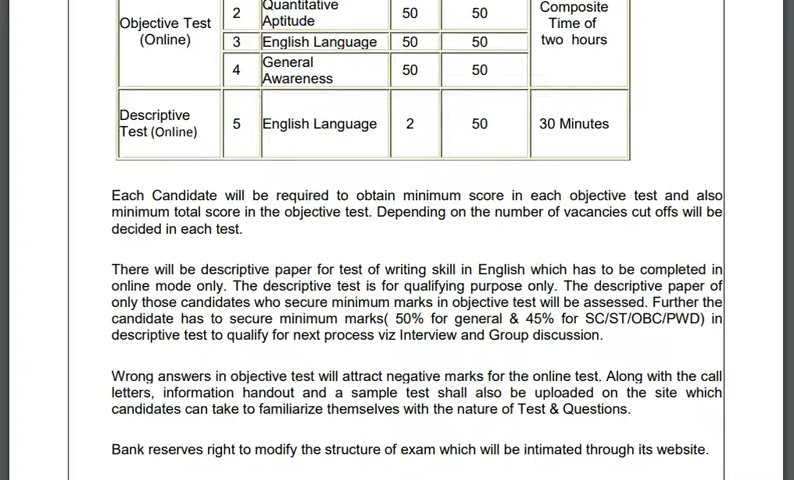 Quantitative
Objective Test 2 Aptitude 50 50 Composite
Time of
(Online) 3 English Language 50 50 two hours
General
4 Awareness 50 50
Descriptive
Test (Online) 5 English Language 2 50 30 Minutes
Each Candidate will be required to obtain minimum score in each objective test and also
minimum total score in the objective test. Depending on the number of vacancies cut offs will be
decided in each test.
There will be descriptive paper for test of writing skill in English which has to be completed in
online mode only. The descriptive test is for qualifying purpose only. The descriptive paper of
only those candidates who secure minimum marks in objective test will be assessed. Further the
candidate has to secure minimum marks( 50% for general & 45% for SC/ST/OBC/PWD) in
descriptive test to qualify for next process viz Interview and Group discussion.
Wrong answers in objective test will attract negative marks for the online test. Along with the call
letters, information handout and a sample test shall also be uploaded on the site which
candidates can take to familiarize themselves with the nature of Test & Questions.
Bank reserves right to modify the structure of exam which will be intimated through its website.